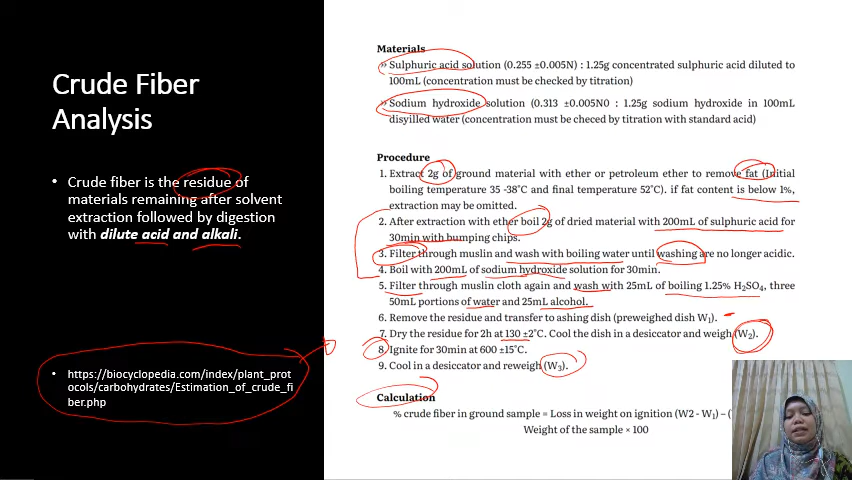 Crude Fiber
Analysis
• Crude fiber is the residue of
materials remaining after solvent
extraction followed by digestion
with dilute acid and alkali.
• https://biocyclopedia.com/index/plant_prot
ocols/carbohydrates/Estimation_of_crude_fi
ber.php
Materials
» Sulphuric acid solution (0.255 ±0.005N) : 1.25g concentrated sulphuric acid diluted to
100mL (concentration must be checked by titration)
» Sodium hydroxide solution (0.313 ±0.005N0 : 1.25g sodium hydroxide in 100mL
disyilled water (concentration must be checed by titration with standard acid)
Procedure
1. Extract 2g of ground material with ether or petroleum ether to remove fat (Initial
boiling temperature 35 -38°C and final temperature 52°C). if fat content is below 1%,
extraction may be omitted.
2. After extraction with ether boil 2g of dried material with 200mL of sulphuric acid for
30min with bumping chips.
3. Filter through muslin and wash with boiling water until washing are no longer acidic.
4. Boil with 200mL of sodium hydroxide solution for 30min.
5. Filter through muslin cloth again and wash with 25mL of boiling 1.25% H₂SO₄, three
50mL portions of water and 25mL alcohol.
6. Remove the residue and transfer to ashing dish (preweighed dish W₁).
7. Dry the residue for 2h at 130 ±2°C. Cool the dish in a desiccator and weigh (W₂).
8. Ignite for 30min at 600 ±15°C.
9. Cool in a desiccator and reweigh (W₃).
Calculation
% crude fiber in ground sample = Loss in weight on ignition (W2 - W₁) – (
Weight of the sample × 100